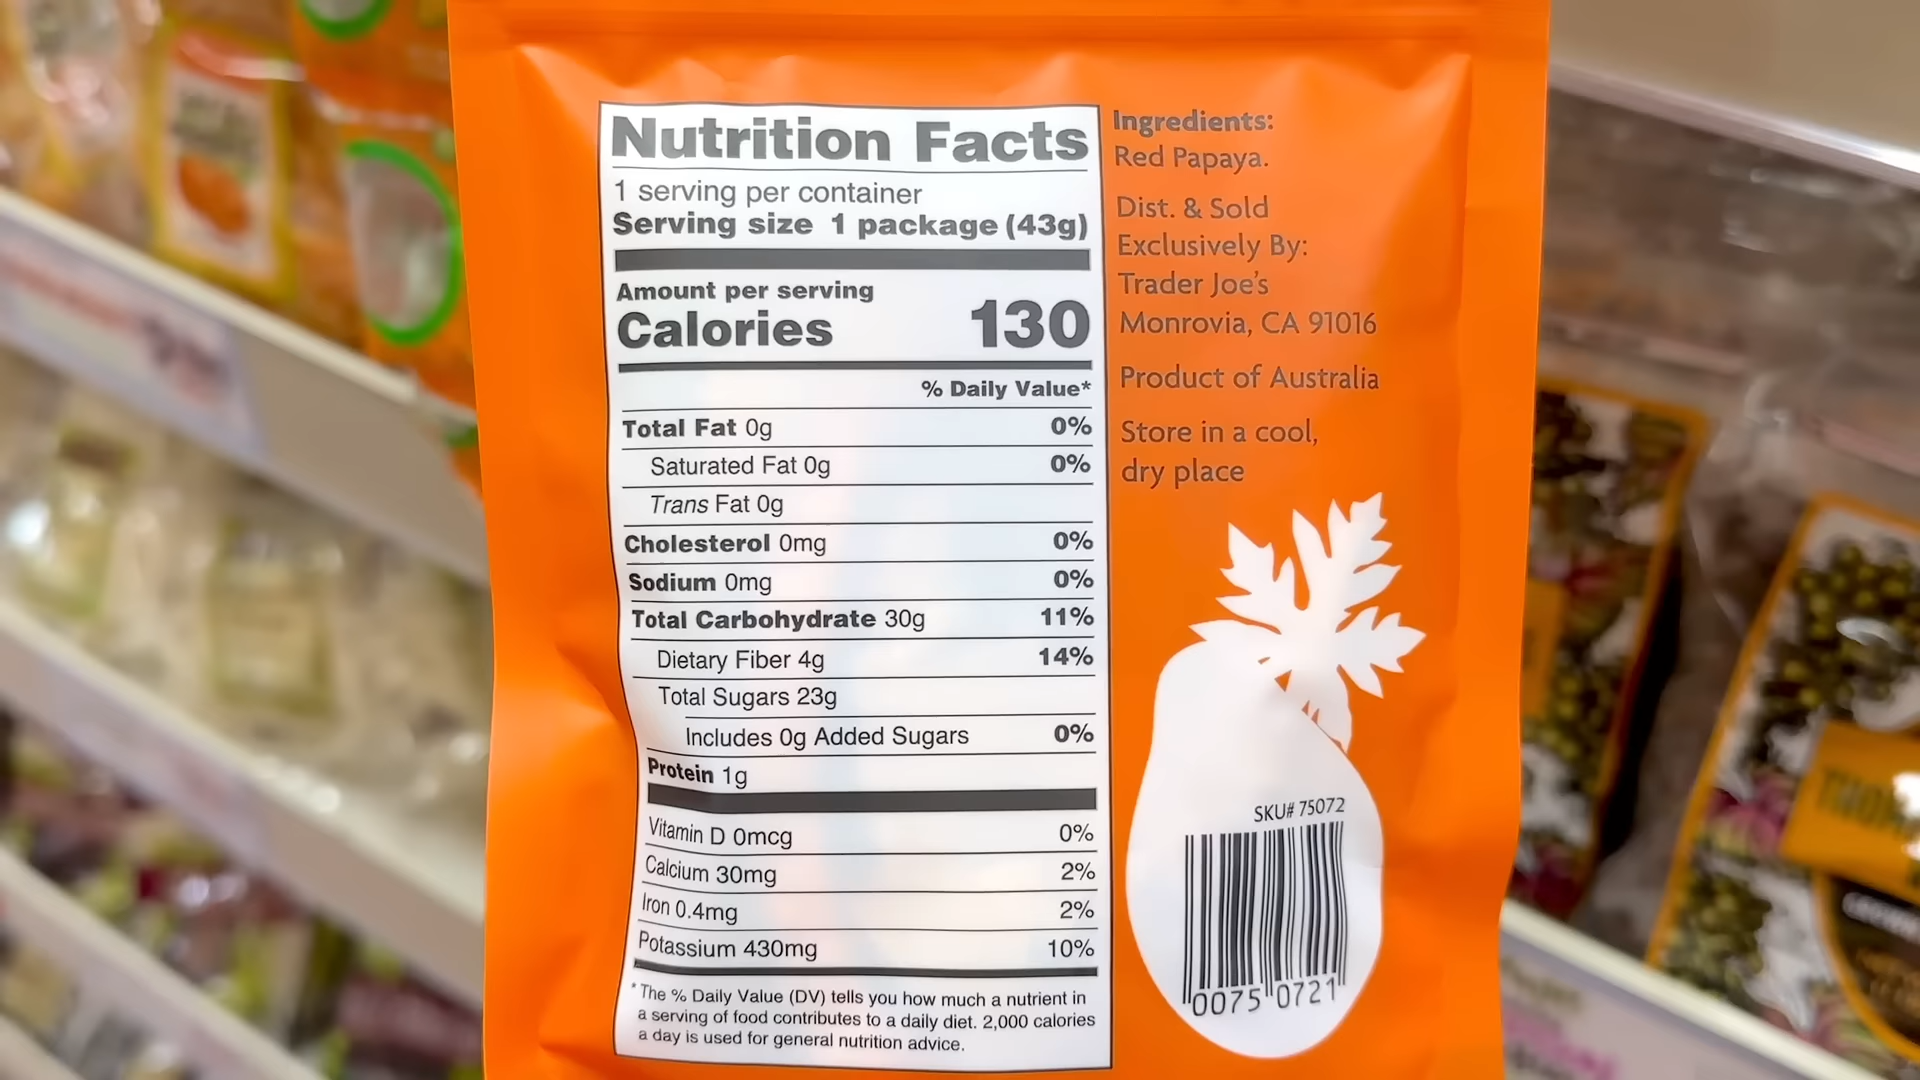 Nutrition Facts
1 serving per container
Serving size 1 package (43g)
Amount per serving
Calories 130
% Daily Value*
Total Fat 0g 0%
Saturated Fat 0g 0%
Trans Fat 0g
Cholesterol 0mg 0%
Sodium 0mg 0%
Total Carbohydrate 30g 11%
Dietary Fiber 4g 14%
Total Sugars 23g
Includes 0g Added Sugars 0%
Protein 1g
Vitamin D 0mcg 0%
Calcium 30mg 2%
Iron 0.4mg 2%
Potassium 430mg 10%
* The % Daily Value (DV) tells you how much a nutrient in
a serving of food contributes to a daily diet. 2,000 calories
a day is used for general nutrition advice.
Ingredients:
Red Papaya.
Dist. & Sold
Exclusively By:
Trader Joe's
Monrovia, CA 91016
Product of Australia
Store in a cool,
dry place
SKU# 75072
0075 0721